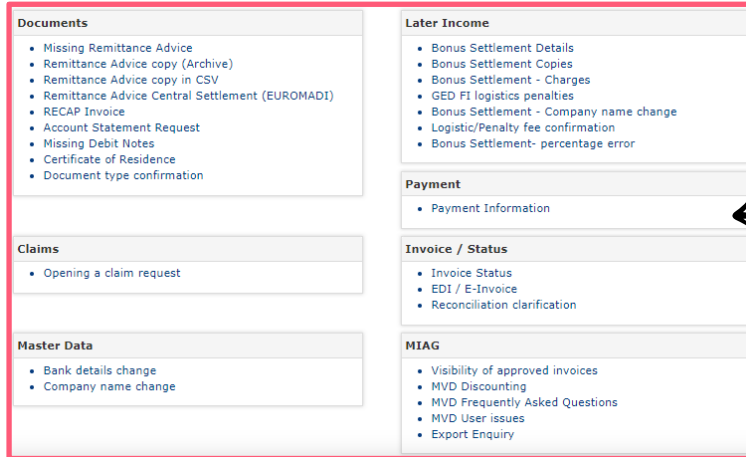 Documents
Missing Remittance Advice
Remittance Advice copy (Archive)
Remittance Advice copy in CSV
Remittance Advice Central Settlement (EUROMADI)
RECAP Invoice
Account Statement Request
Missing Debit Notes
Certificate of Residence
Document type confirmation
Later Income
Bonus Settlement Details
Bonus Settlement Copies
Bonus Settlement - Charges
GED FI logistics penalties
Bonus Settlement - Company name change
Logistic/Penalty fee confirmation
Bonus Settlement- percentage error
Payment
Payment Information
Claims
Opening a claim request
Invoice / Status
Invoice Status
EDI / E-Invoice
Reconciliation clarification
Master Data
Bank details change
Company name change
MIAG
Visibility of approved invoices
MVD Discounting
MVD Frequently Asked Questions
MVD User issues
Export Enquiry